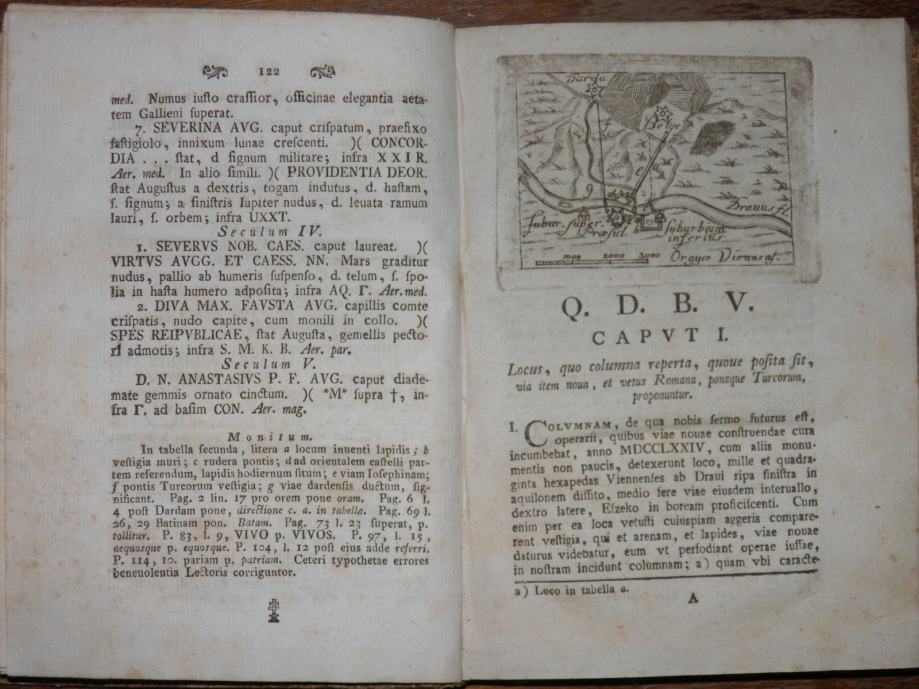 122
med. Numus iuſto craſſior, officinae elegantia aeta-
tem Gallieni ſuperat.
7. SEVERINA AVG. caput criſpatum, praefixo
faſtigiolo, innixum lunae creſcenti. )( CONCOR-
DIA . . . ſtat, d ſignum militare; infra XXIR.
Aer. med. In alio ſimili. )( PROVIDENTIA DEOR.
ſtat Auguſtus a dextris, togam indutus, d. haſtam,
ſ. ſignum; a ſiniſtris Iupiter nudus, d. leuata ramum
lauri, ſ. orbem; infra UXXT.
Seculum IV.
1. SEVERVS NOB. CAES. caput laureat. )(
VIRTVS AVGG. ET CAESS. NN. Mars graditur
nudus, pallio ab humeris ſuſpenſo, d. telum, ſ. ſpo-
lia in haſta humero adpoſita; infra AQ. Γ. Aer. med.
2. DIVA MAX. FAVSTA AVG. capillis comte
criſpatis, nudo capite, cum monili in collo. )(
SPES REIPVBLICAE, ſtat Auguſta, gemellis pecto-
ri admotis; infra S. M. K. B. Aer. par.
Seculum V.
D. N. ANASTASIVS P. F. AVG. caput diade-
mate gemmis ornato cinctum. )( *M* ſupra †, in-
fra Γ. ad baſim CON. Aer. mag.
Monitum.
In tabella ſecunda, litera a locum inuenti lapidis; b
veſtigia muri; c rudera pontis; d ad orientalem caſtelli par-
tem referendum, lapidis hodiernum ſitum; e viam Ioſephinam;
f pontis Turcorum veſtigia; g viae dardenſis ductum, ſig-
nificant. Pag. 2 lin. 17 pro orem pone oram. Pag. 6 l.
4 poſt Dardam pone, directione c. a. in tabella. Pag. 69 l.
26, 29 Batinam pon. Batam. Pag. 73 l. 23 ſuperat, p.
tollitur. P. 83, l. 9, VIVO p. VIVOS. P. 97, l. 15,
aequosque p. equosque. P. 104, l. 12 poſt eius adde referri.
P. 114, 10. pariam p. patriam. Ceteri typothetae errores
beneuolentia Lectoris corriguntor.
Darda
f
Belye
g
e
a
Dravus fl.
Subur. super.
Præſid.
b
Suburbium
inferius
1000 2000 3000 Orgyæ Viennenſ.
Q. D. B. V.
CAPVT I.
Locus, quo columna reperta, quoue poſita ſit,
via item noua, et vetus Romana, ponsque Turcorum,
proponuntur.
I. COLVMNAM, de qua nobis ſermo futurus eſt,
operarii, quibus viae nouae conſtruendae cura
incumbebat, anno MDCCLXXIV, cum aliis monu-
mentis non paucis, detexerunt loco, mille et quadra-
ginta hexapedas Viennenſes ab Draui ripa ſiniſtra in
aquilonem diſſito, medio fere viae eiusdem interuallo,
dextro latere, Eſzeko in boream proficiſcenti. Cum
enim per ea loca vetuſti cuiuspiam aggeris compare-
rent veſtigia, qui et arenam, et lapides, viae nouae
daturus videbatur, eum vt perfodiant operae iuſſae,
in noſtram incidunt columnam; a) quam vbi caracte-
a) Loco in tabella a.
A